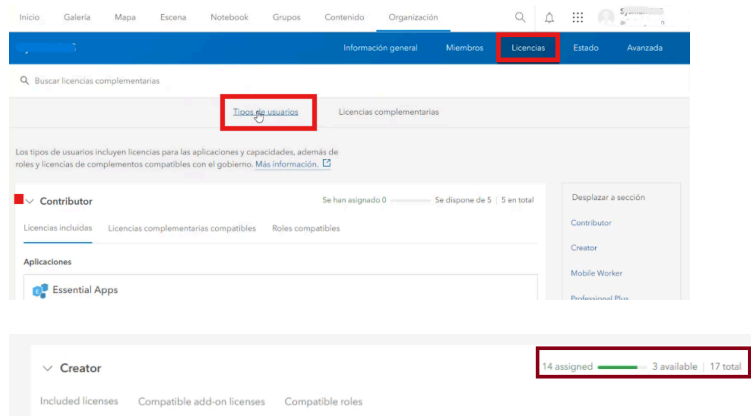 Inicio Galería Mapa Escena Notebook Grupos Contenido Organización
Información general Miembros Licencias Estado Avanzada
Buscar licencias complementarias
Tipos de usuarios Licencias complementarias
Los tipos de usuarios incluyen licencias para las aplicaciones y capacidades, además de
roles y licencias de complementos compatibles con el gobierno. Más información.
Contributor Se han asignado 0 Se dispone de 5 | 5 en total
Desplazar a sección
Licencias incluidas Licencias complementarias compatibles Roles compatibles
Contributor
Creator
Aplicaciones
Mobile Worker
Essential Apps
Professional Plus
Creator 14 assigned 3 available | 17 total
Included licenses Compatible add-on licenses Compatible roles